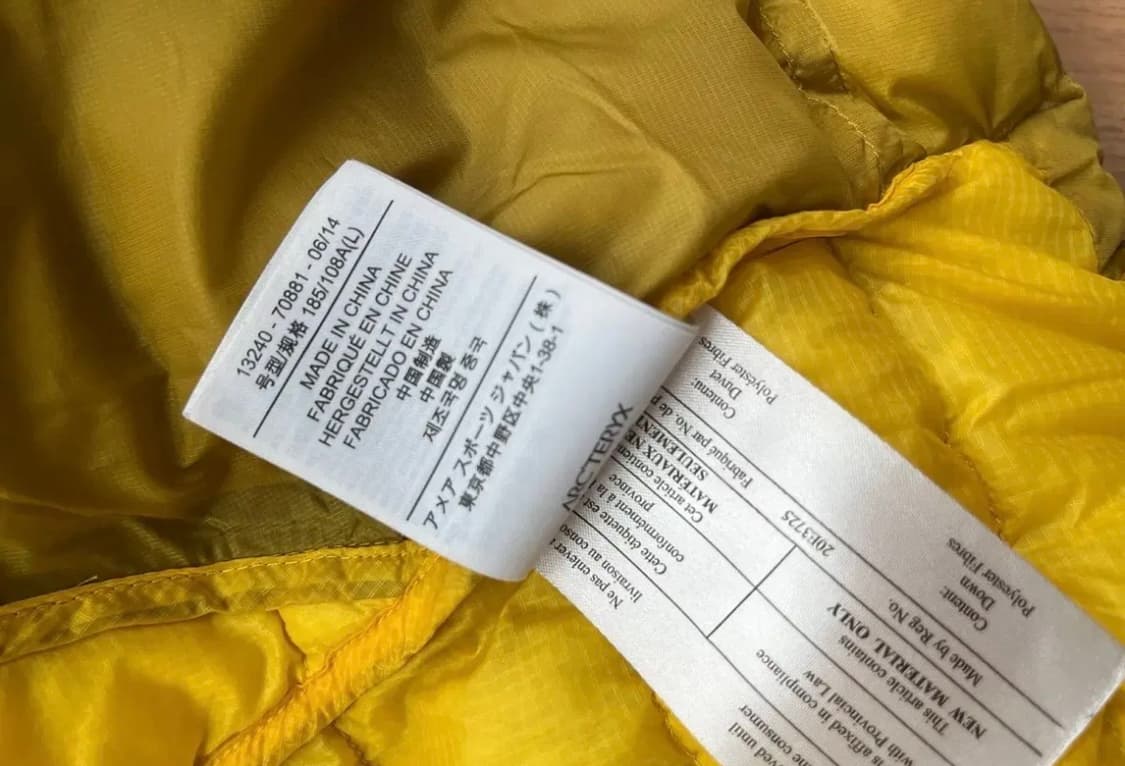 13240 - 70881 - 06/14
号型/规格 185/108A(L)
MADE IN CHINA
FABRIQUÉ EN CHINE
HERGESTELLT IN CHINA
FABRICADO EN CHINA
中国制造
中国製
제조국명 중국
アメアスポーツ ジャパン (株)
東京都中野区中央1-38-1
ARC'TERYX
Ne pas enlever
livraison au conso
Cette étiquette est
conformément à la
province
Cet article contien
MATERIAUX NE
SEULEMENT
Fabriqué par No. de
Contenu:
Duvet
Polyester Fibres
oved until
he consumer
is affixed in compliance
with Provincial Law
This article contains
NEW MATERIAL ONLY
Made by Reg No.
20E3725
Content:
Down
Polyester Fibres